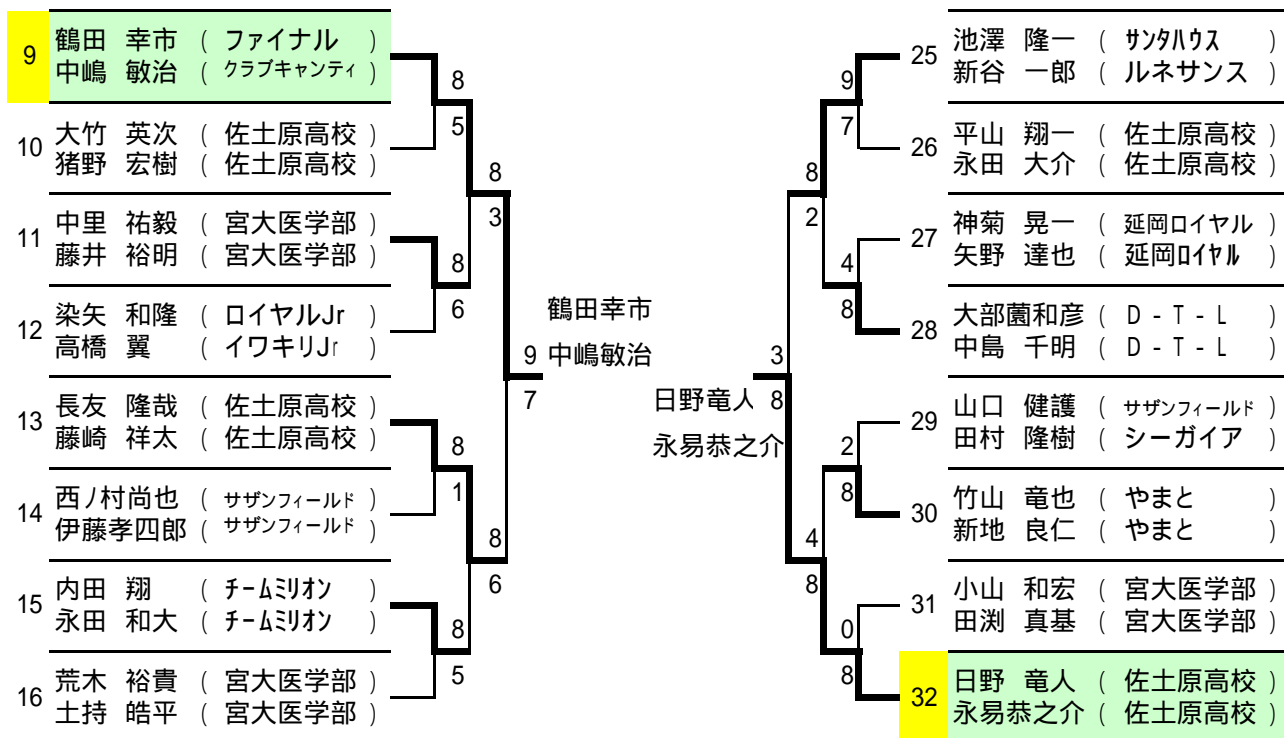 9 鶴田 幸市 ( ファイナル )
中嶋 敏治 ( クラブキャンティ )
10 大竹 英次 ( 佐土原高校 )
猪野 宏樹 ( 佐土原高校 )
11 中里 祐毅 ( 宮大医学部 )
藤井 裕明 ( 宮大医学部 )
12 染矢 和隆 ( ロイヤルJr )
高橋 翼 ( イワキリJr )
13 長友 隆哉 ( 佐土原高校 )
藤崎 祥太 ( 佐土原高校 )
14 西ノ村尚也 ( サザンフィールド )
伊藤孝四郎 ( サザンフィールド )
15 内田 翔 ( チームミリオン )
永田 和大 ( チームミリオン )
16 荒木 裕貴 ( 宮大医学部 )
土持 皓平 ( 宮大医学部 )
8
5
8
6
8
1
8
5
8
3
8
6
9
7
鶴田幸市
中嶋敏治
日野竜人
永易恭之介
3
8
8
2
4
8
9
7
4
8
2
8
0
8
25 池澤 隆一 ( サンタハウス )
新谷 一郎 ( ルネサンス )
26 平山 翔一 ( 佐土原高校 )
永田 大介 ( 佐土原高校 )
27 神菊 晃一 ( 延岡ロイヤル )
矢野 達也 ( 延岡ロイヤル )
28 大部薗和彦 ( D - T - L )
中島 千明 ( D - T - L )
29 山口 健護 ( サザンフィールド )
田村 隆樹 ( シーガイア )
30 竹山 竜也 ( やまと )
新地 良仁 ( やまと )
31 小山 和宏 ( 宮大医学部 )
田渕 真基 ( 宮大医学部 )
32 日野 竜人 ( 佐土原高校 )
永易恭之介 ( 佐土原高校 )